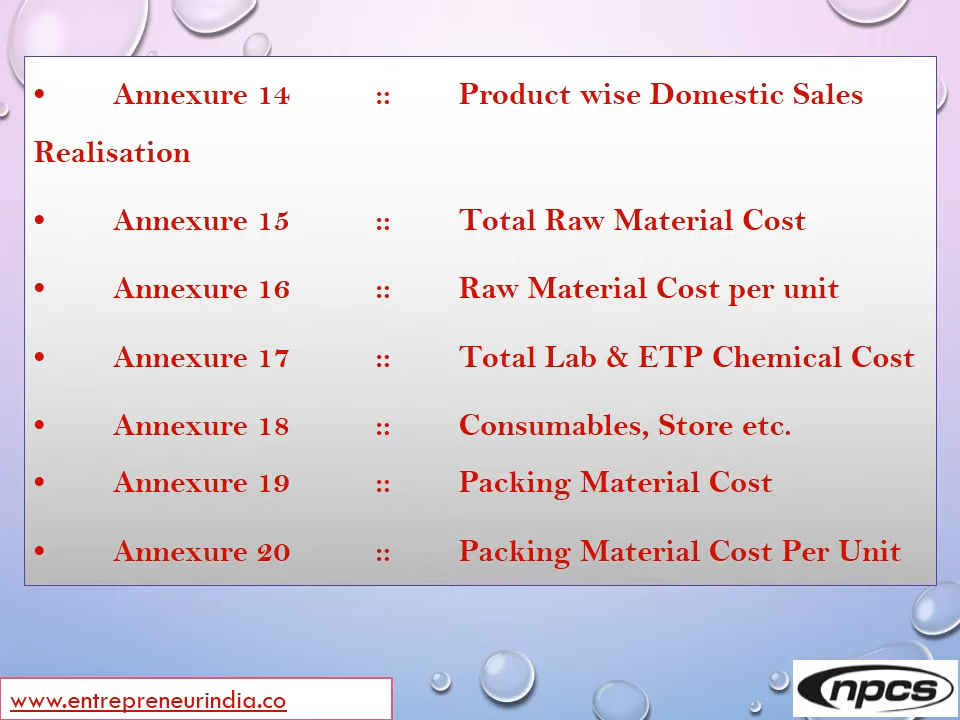 • Annexure 14 :: Product wise Domestic Sales
Realisation
• Annexure 15 :: Total Raw Material Cost
• Annexure 16 :: Raw Material Cost per unit
• Annexure 17 :: Total Lab & ETP Chemical Cost
• Annexure 18 :: Consumables, Store etc.
• Annexure 19 :: Packing Material Cost
• Annexure 20 :: Packing Material Cost Per Unit
www.entrepreneurindia.co
npcs